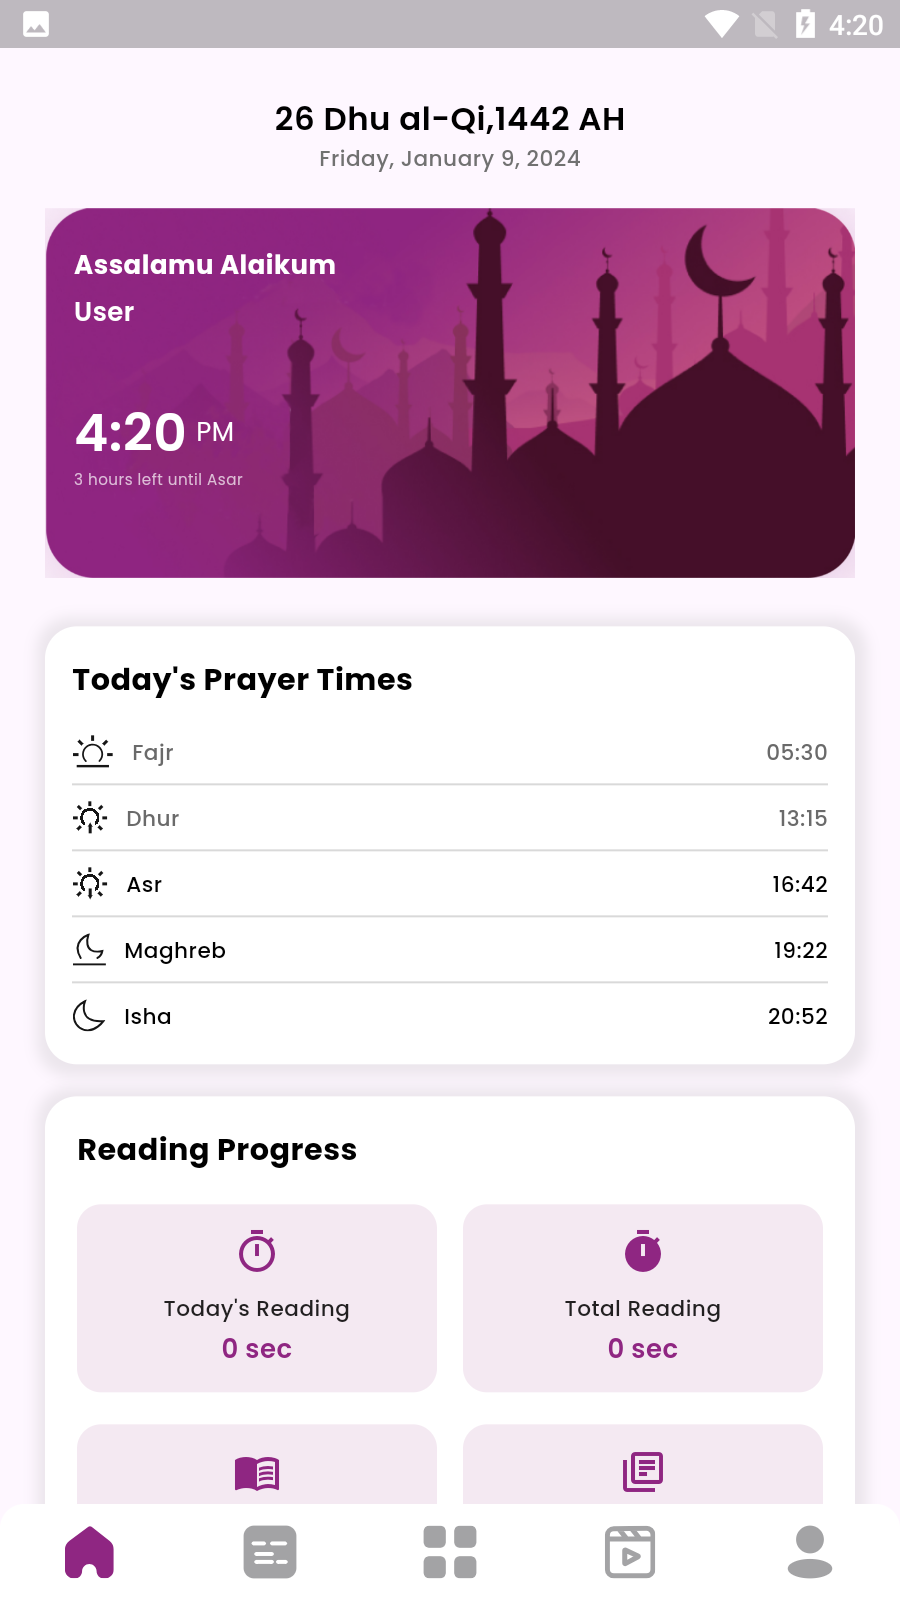 4:20
26 Dhu al-Qi,1442 AH
Friday, January 9, 2024
Assalamu Alaikum
User
4:20 PM
3 hours left until Asar
Today's Prayer Times
Fajr 05:30
Dhur 13:15
Asr 16:42
Maghreb 19:22
Isha 20:52
Reading Progress
Today's Reading Total Reading
0 sec 0 sec